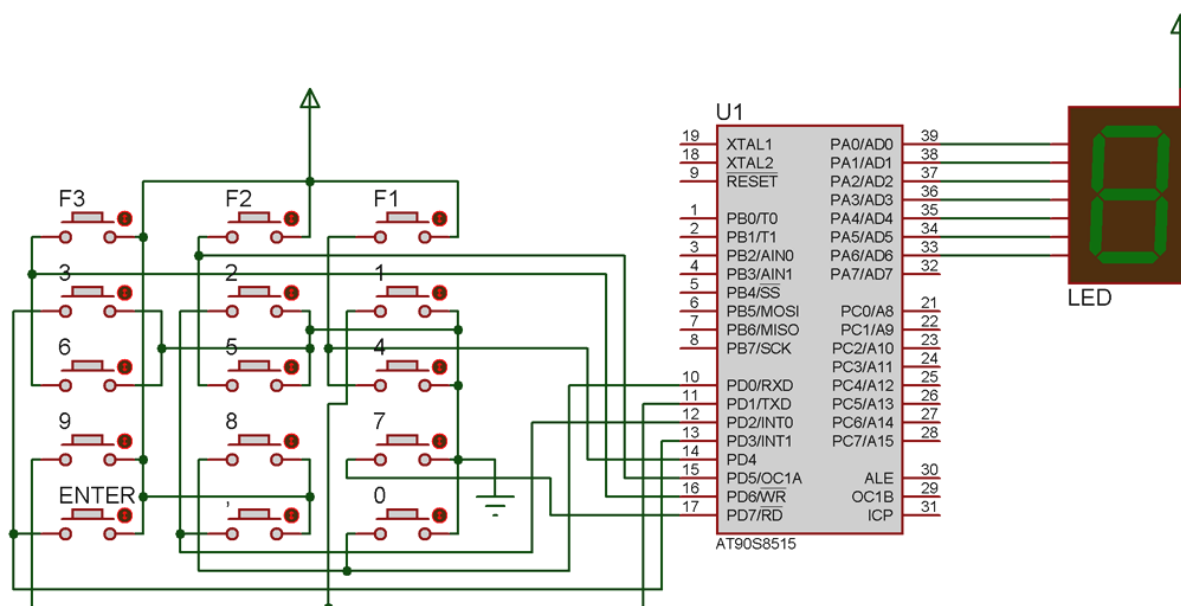 U1
19 XTAL1 PA0/AD0 39
18 XTAL2 PA1/AD1 38
9 RESET PA2/AD2 37
PA3/AD3 36
1 PB0/T0 PA4/AD4 35
2 PB1/T1 PA5/AD5 34
3 PB2/AIN0 PA6/AD6 33
4 PB3/AIN1 PA7/AD7 32
5 PB4/SS
6 PB5/MOSI PC0/A8 21
7 PB6/MISO PC1/A9 22
8 PB7/SCK PC2/A10 23
PC3/A11 24
10 PD0/RXD PC4/A12 25
11 PD1/TXD PC5/A13 26
12 PD2/INT0 PC6/A14 27
13 PD3/INT1 PC7/A15 28
14 PD4
15 PD5/OC1A ALE 30
16 PD6/WR OC1B 29
17 PD7/RD ICP 31
AT90S8515
F3 F2 F1
3 2 1
6 5 4
9 8 7
ENTER , 0
LED